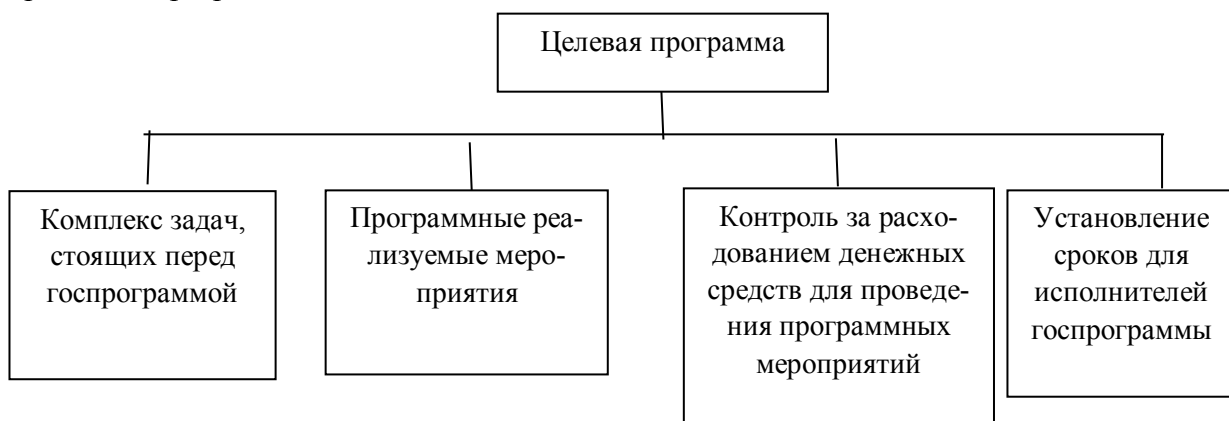 Целевая программа
Комплекс задач,
стоящих перед
госпрограммой
Программные реа-
лизуемые меро-
приятия
Контроль за расхо-
дованием денежных
средств для проведе-
ния программных
мероприятий
Установление
сроков для
исполнителей
госпрограммы